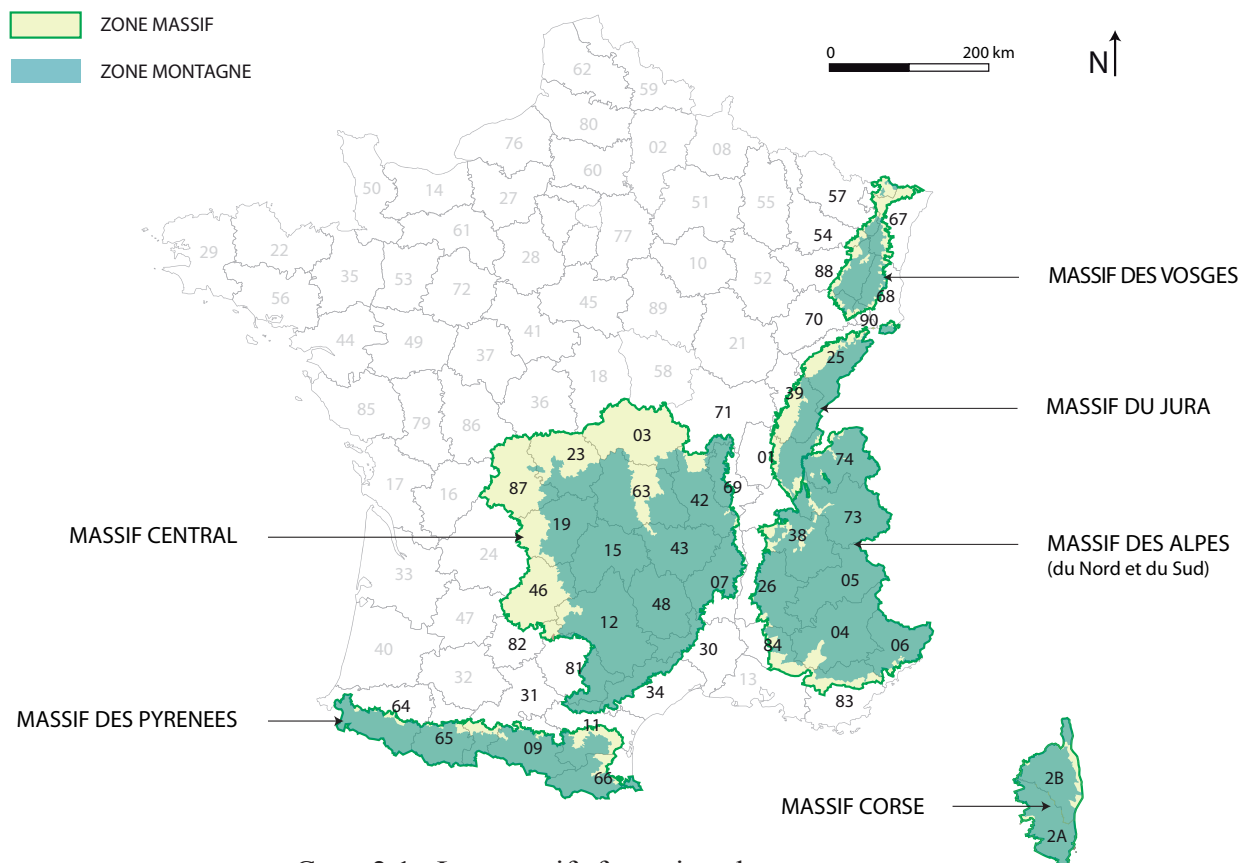 ZONE MASSIF
ZONE MONTAGNE
0 200 km
N
62
59
80
76 02 08
60
50 14 27 51 55 57
67
61 77 54
29 22 28 10 88
35 53 52
56 72 45 68
89 70 90
44 49 41 21
37 25
18 58
85 79 86 36 39
71
03
23 01 74
17 16 87 63 42 69
19 73
38
24 15 43
33 46 07 26 05
48
47 12 04
82 30 84 06
40 81
32 31 34 13
64 83
11
65 09
66
2B
2A
MASSIF DES VOSGES
MASSIF DU JURA
MASSIF CENTRAL
MASSIF DES ALPES
(du Nord et du Sud)
MASSIF DES PYRENEES
MASSIF CORSE